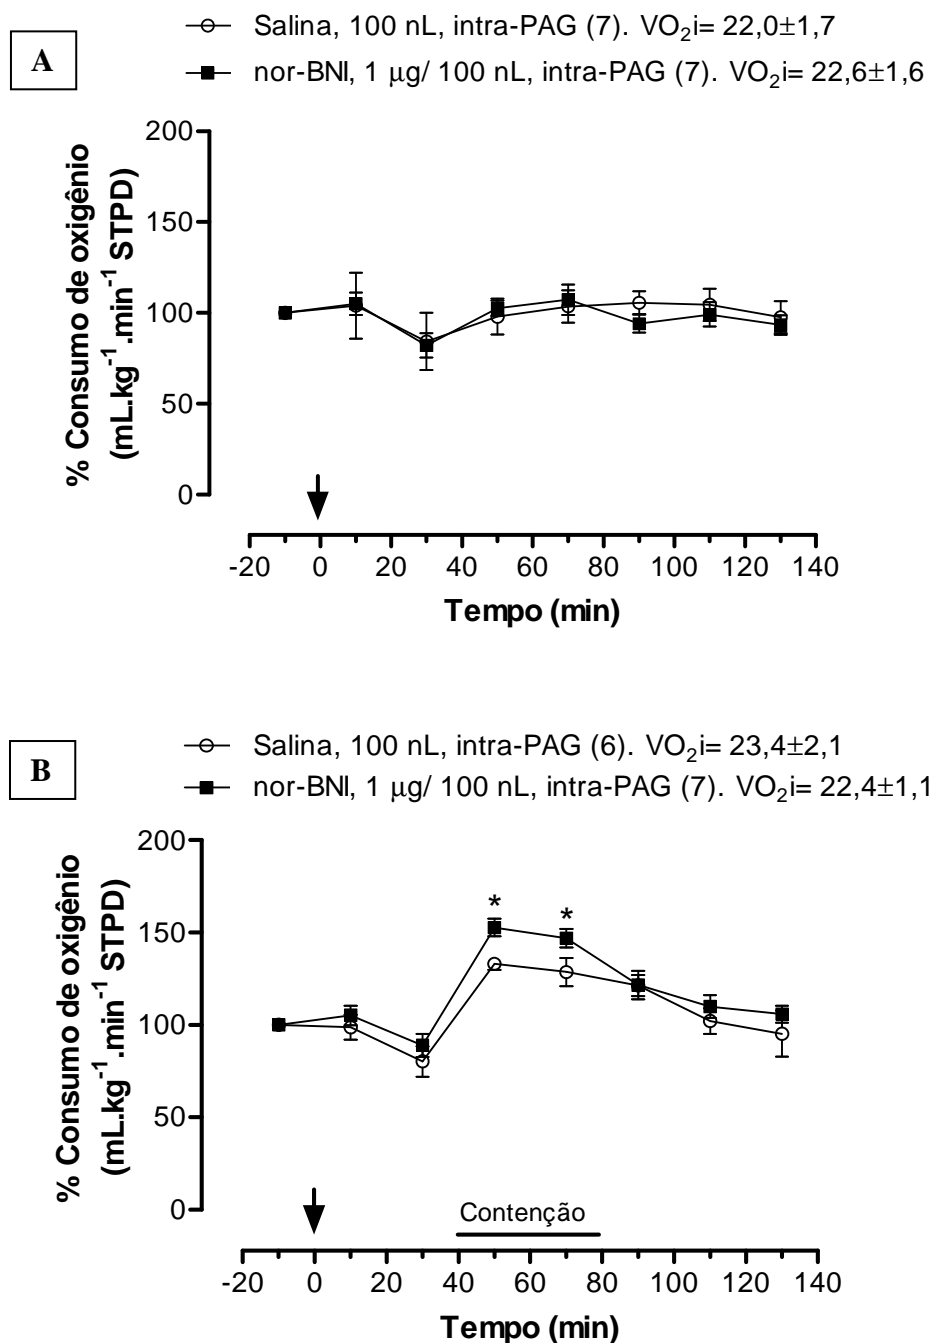 A
Salina, 100 nL, intra-PAG (7). VO₂i= 22,0±1,7
nor-BNI, 1 μg/ 100 nL, intra-PAG (7). VO₂i= 22,6±1,6
% Consumo de oxigênio
(mL.kg⁻¹.min⁻¹ STPD)
200
150
100
50
0
-20 0 20 40 60 80 100 120 140
Tempo (min)
B
Salina, 100 nL, intra-PAG (6). VO₂i= 23,4±2,1
nor-BNI, 1 μg/ 100 nL, intra-PAG (7). VO₂i= 22,4±1,1
% Consumo de oxigênio
(mL.kg⁻¹.min⁻¹ STPD)
200
150
100
50
0
* *
Contenção
-20 0 20 40 60 80 100 120 140
Tempo (min)